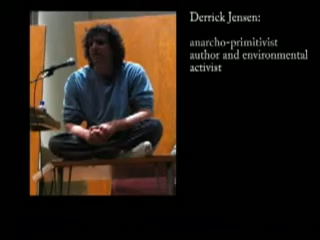 Derrick Jensen:
anarcho-primitivist
author and environmental
activist